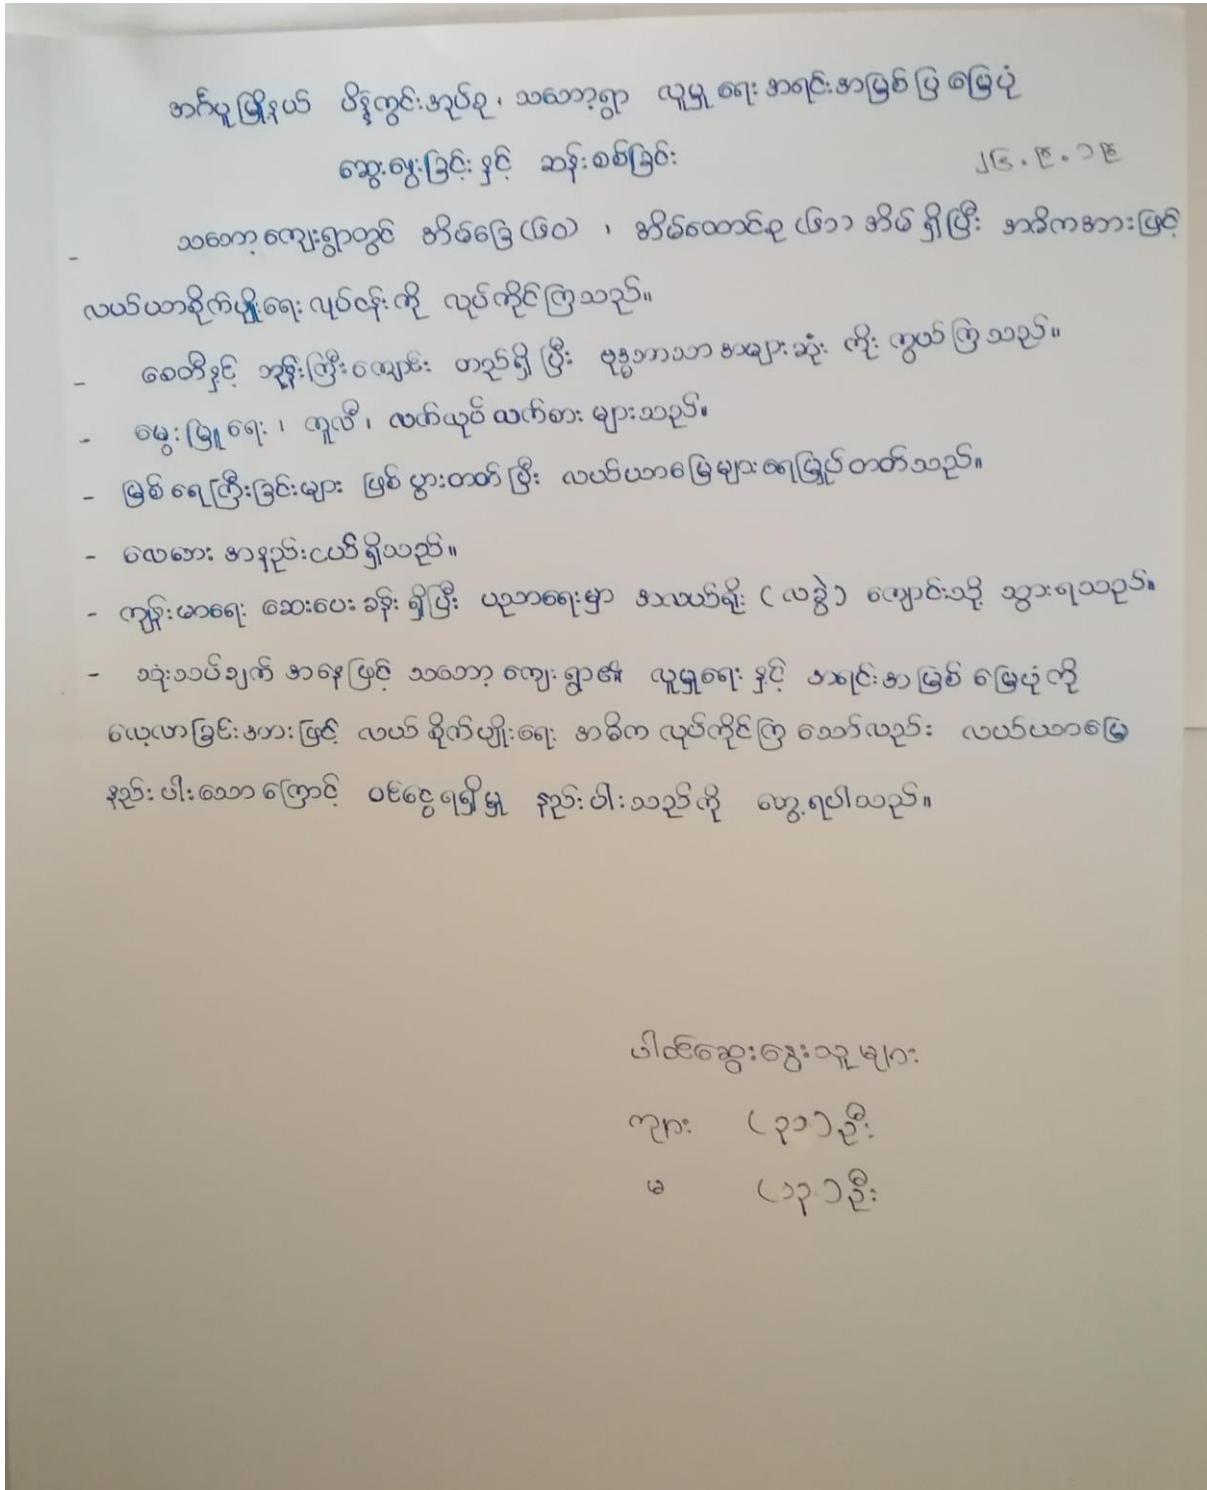 အင်္ဂပူမြို့နယ် ပိန္နဲကွင်းအုပ်စု၊ သဘော့ရွာ လူမှုရေးအရင်းအမြစ်ပြမြေပုံ
ဆွေးနွေးခြင်းနှင့် ဆန်းစစ်ခြင်း ၂၆.၉.၁၉
- သဘော့ကျေးရွာတွင် အိမ်ခြေ(၆၀)၊ အိမ်ထောင်စု(၆၁)အိမ်ရှိပြီး အဓိကအားဖြင့်
လယ်ယာစိုက်ပျိုးရေးလုပ်ငန်းကို လုပ်ကိုင်ကြသည်။
- စေတီနှင့် ဘုန်းကြီးကျောင်း တည်ရှိပြီး ဗုဒ္ဓဘာသာအများဆုံး ကိုးကွယ်ကြသည်။
- မွေးမြူရေး၊ ကူလီ၊ လက်လုပ်လက်စားများသည်။
- မြစ်ရေကြီးခြင်းများ ဖြစ်ပွားတတ်ပြီး လယ်ယာမြေများရေမြှုပ်တတ်သည်။
- လေဘေး အနည်းငယ်ရှိသည်။
- ကျန်းမာရေး ဆေးပေးခန်းရှိပြီး ပညာရေးမှာ အလယ်ရိုး (လခွဲ) ကျောင်းသို့ သွားရသည်။
- သုံးသပ်ချက်အနေဖြင့် သဘော့ကျေးရွာ၏ လူမှုရေးနှင့် အရင်းအမြစ်မြေပုံကို
လေ့လာခြင်းအားဖြင့် လယ်စိုက်ပျိုးရေး အဓိကလုပ်ကိုင်ကြသော်လည်း လယ်ယာမြေ
နည်းပါးသောကြောင့် ဝင်ငွေရရှိမှု နည်းပါးသည်ကို တွေ့ရပါသည်။
ပါဝင်ဆွေးနွေးသူများ
ကျား (၃၁)ဦး
မ (၁၃)ဦး